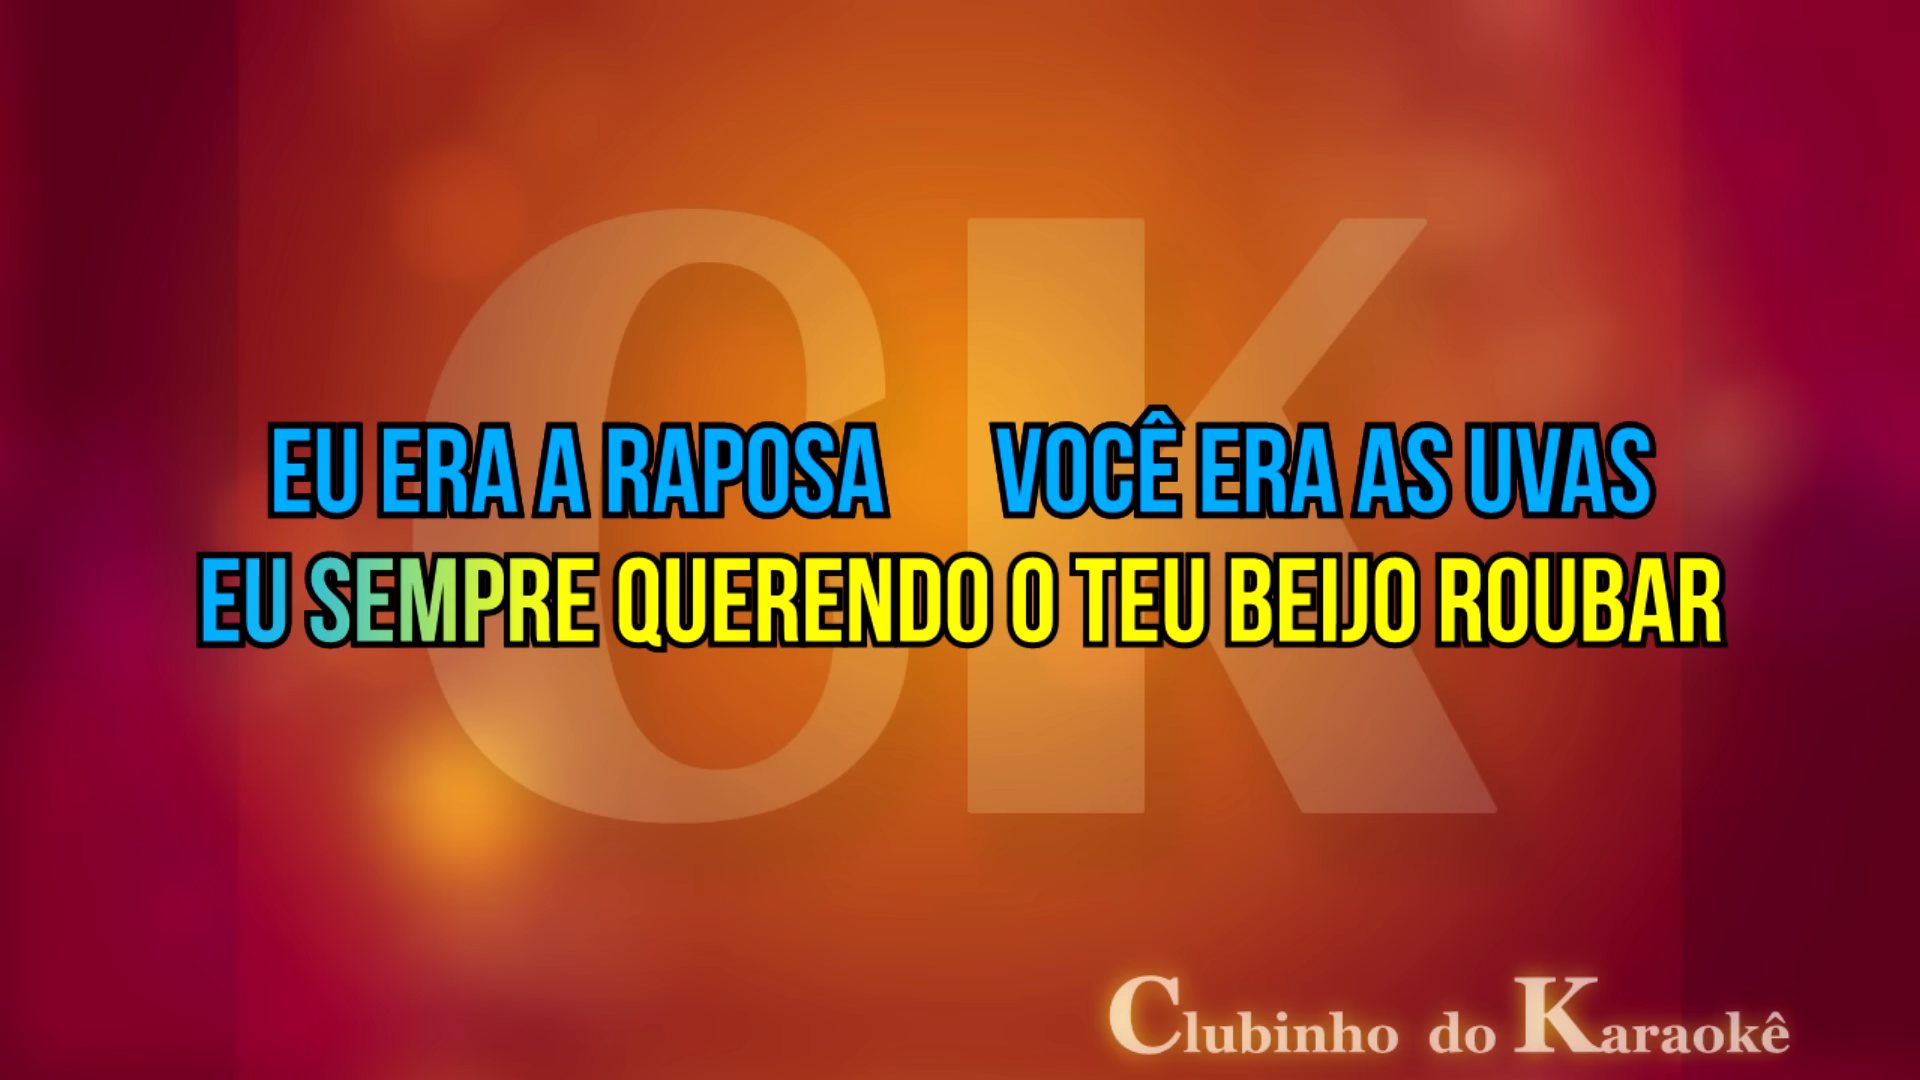 CK
EU ERA A RAPOSA VOCÊ ERA AS UVAS
EU SEMPRE QUERENDO O TEU BEIJO ROUBAR
Clubinho do Karaokê